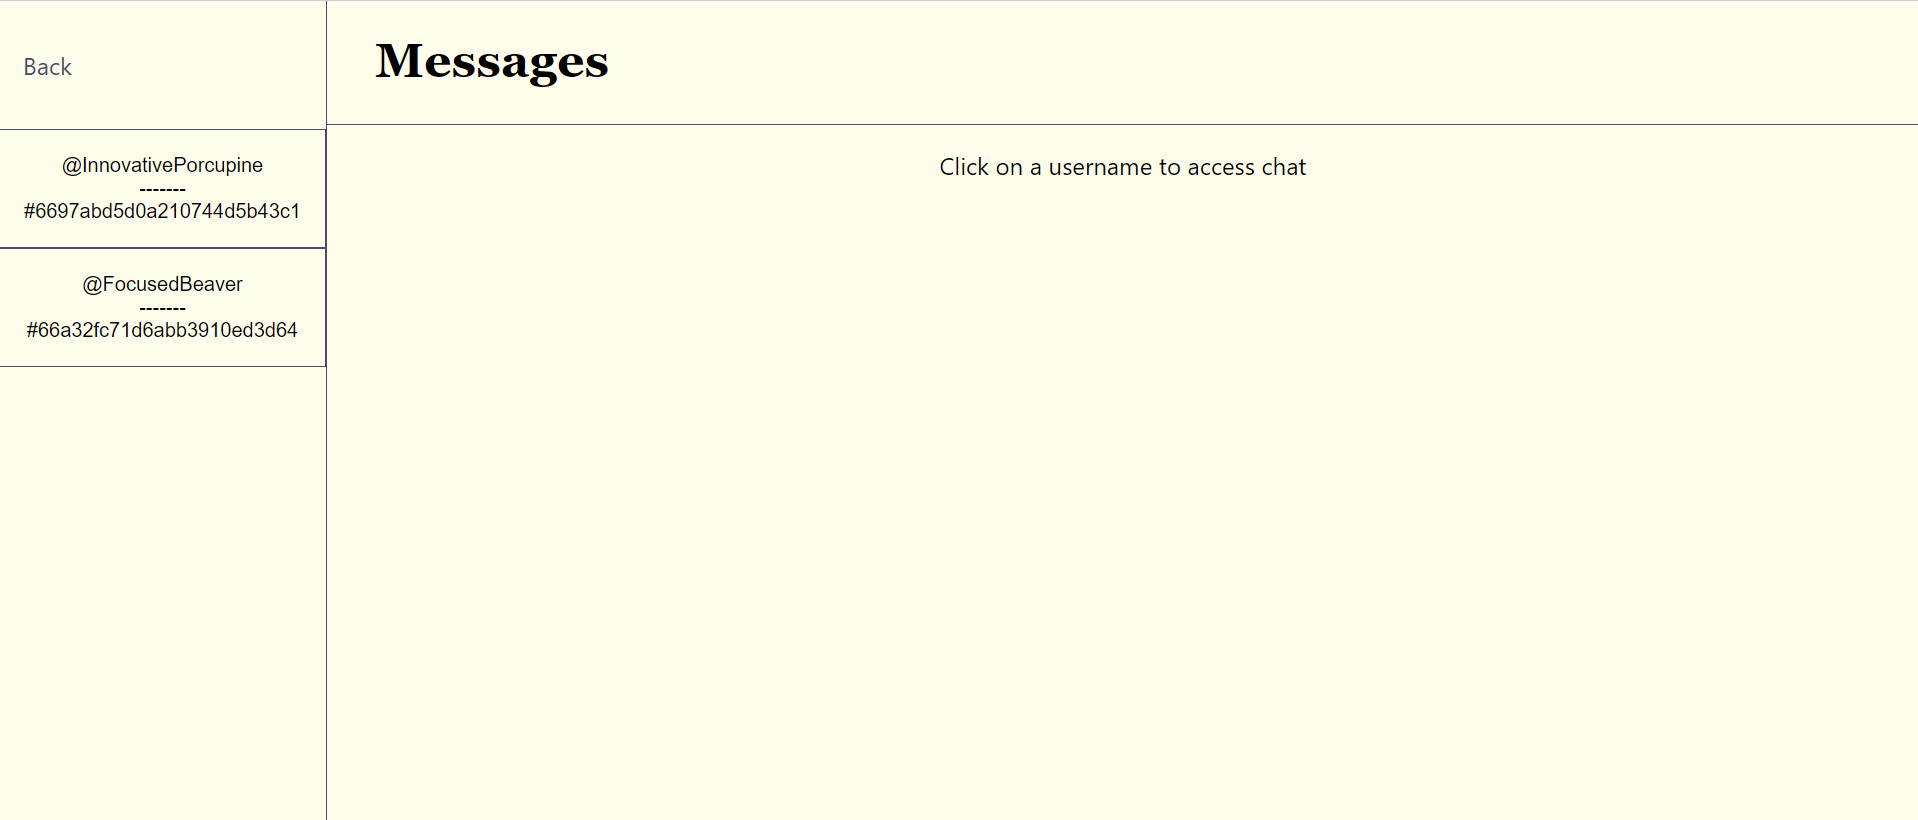 Back
Messages
@InnovativePorcupine
-------
#6697abd5d0a210744d5b43c1
@FocusedBeaver
-------
#66a32fc71d6abb3910ed3d64
Click on a username to access chat